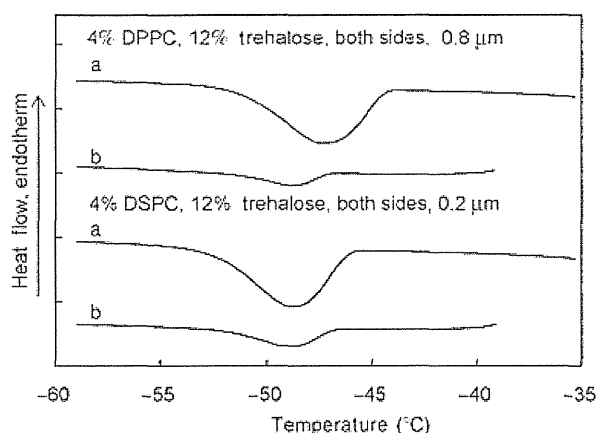 4% DPPC, 12% trehalose, both sides, 0.8 μm
a
b
4% DSPC, 12% trehalose, both sides, 0.2 μm
a
b
Heat flow, endotherm
−60 −55 −50 −45 −40 −35
Temperature (°C)